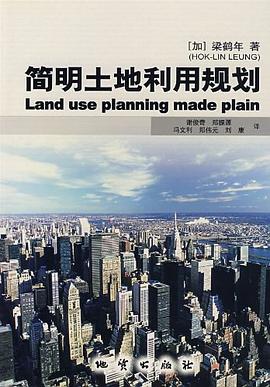 [加] 梁鹤年 著
(HOK-LIN LEUNG)
简明土地利用规划
Land use planning made plain
谢俊奇 郑振源
冯文利 郑伟元 刘康 译
地质出版社